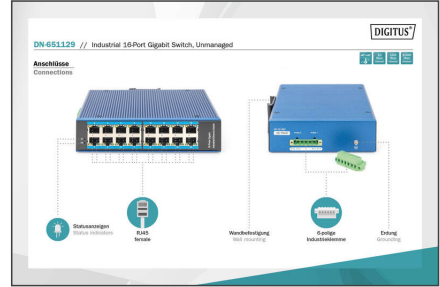 DIGITUS®
DN-651129 // Industrial 16-Port Gigabit Switch, Unmanaged
Anschlüsse
Connections
Statusanzeigen
Status indicators
RJ45
female
Wandbefestigung
Wall mounting
6-polige
Industrieklemme
Erdung
Grounding